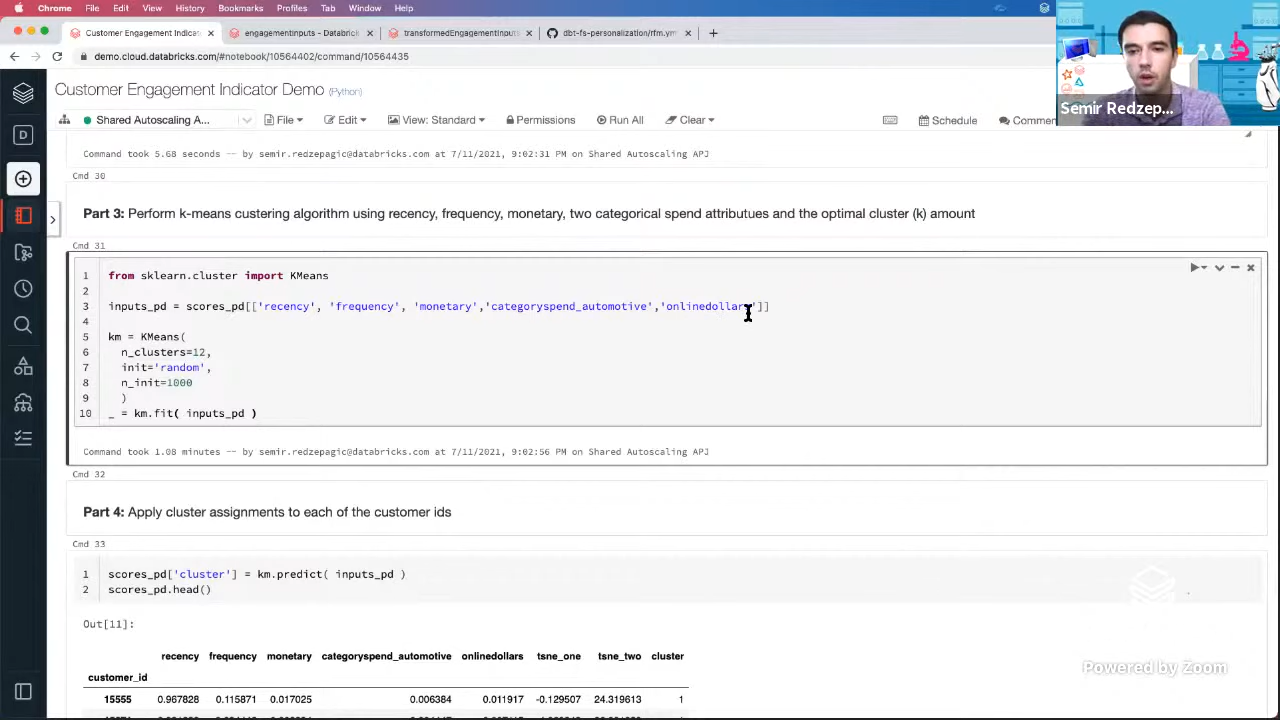 Chrome File Edit View History Bookmarks Profiles Tab Window Help
Customer Engagement Indicator engagementInputs - Databricks transformedEngagementInputs dbt-fs-personalization/rfm.yml
demo.cloud.databricks.com/#notebook/10564402/command/10564435
Customer Engagement Indicator Demo (Python)
Shared Autoscaling A... File Edit View: Standard Permissions Run All Clear Schedule Commen
Semir Redzep...
D
Command took 5.68 seconds -- by semir.redzepagic@databricks.com at 7/11/2021, 9:02:31 PM on Shared Autoscaling APJ
Cmd 30
Part 3: Perform k-means custering algorithm using recency, frequency, monetary, two categorical spend attributues and the optimal cluster (k) amount
Cmd 31
1 from sklearn.cluster import KMeans
2
3 inputs_pd = scores_pd[['recency', 'frequency', 'monetary','categoryspend_automotive','onlinedollars']]
4
5 km = KMeans(
6 n_clusters=12,
7 init='random',
8 n_init=1000
9 )
10 _ = km.fit( inputs_pd )
Command took 1.08 minutes -- by semir.redzepagic@databricks.com at 7/11/2021, 9:02:56 PM on Shared Autoscaling APJ
Cmd 32
Part 4: Apply cluster assignments to each of the customer ids
Cmd 33
1 scores_pd['cluster'] = km.predict( inputs_pd )
2 scores_pd.head()
Out[11]:
recency frequency monetary categoryspend_automotive onlinedollars tsne_one tsne_two cluster
customer_id
15555 0.967828 0.115871 0.017025 0.006384 0.011917 -0.129507 24.319613 1
Powered by Zoom